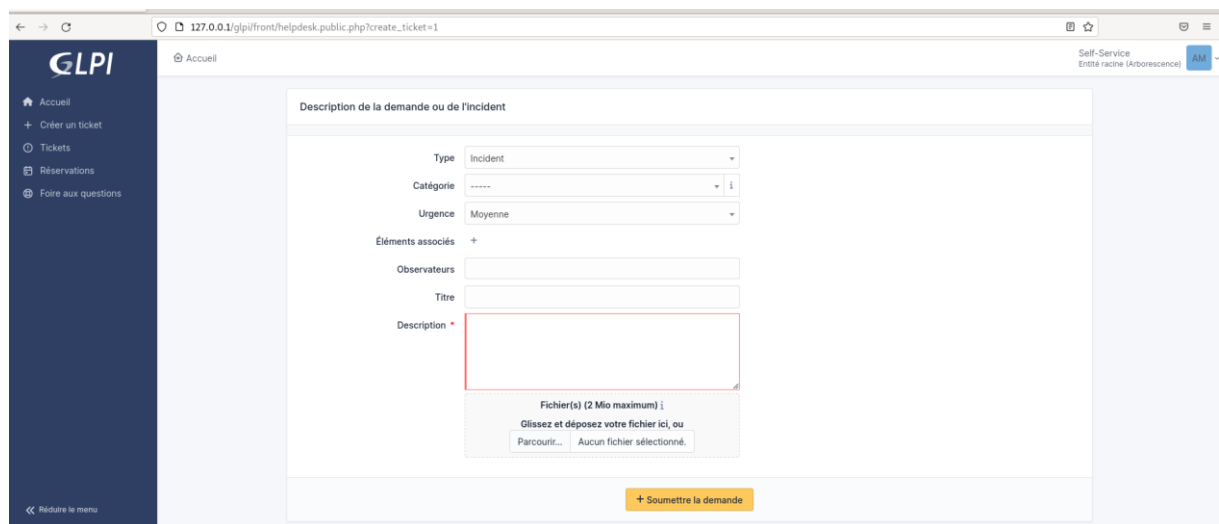 127.0.0.1/glpi/front/helpdesk.public.php?create_ticket=1
GLPI
Accueil
Self-Service
Entité racine (Arborescence)
AM
Accueil
Créer un ticket
Tickets
Réservations
Foire aux questions
Réduire le menu
Description de la demande ou de l'incident
Type Incident
Catégorie ----- i
Urgence Moyenne
Éléments associés +
Observateurs
Titre
Description *
Fichier(s) (2 Mio maximum) i
Glissez et déposez votre fichier ici, ou
Parcourir... Aucun fichier sélectionné.
+ Soumettre la demande